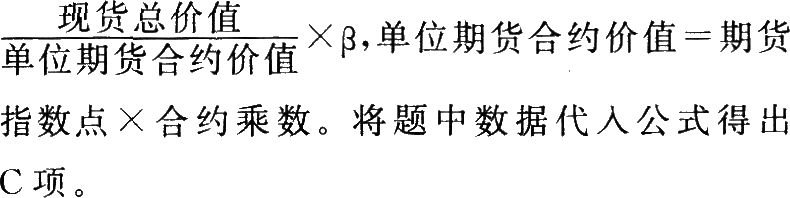 现货总价值
单位期货合约价值×β,单位期货合约价值=期货
指数点×合约乘数。将题中数据代入公式得出
C项。